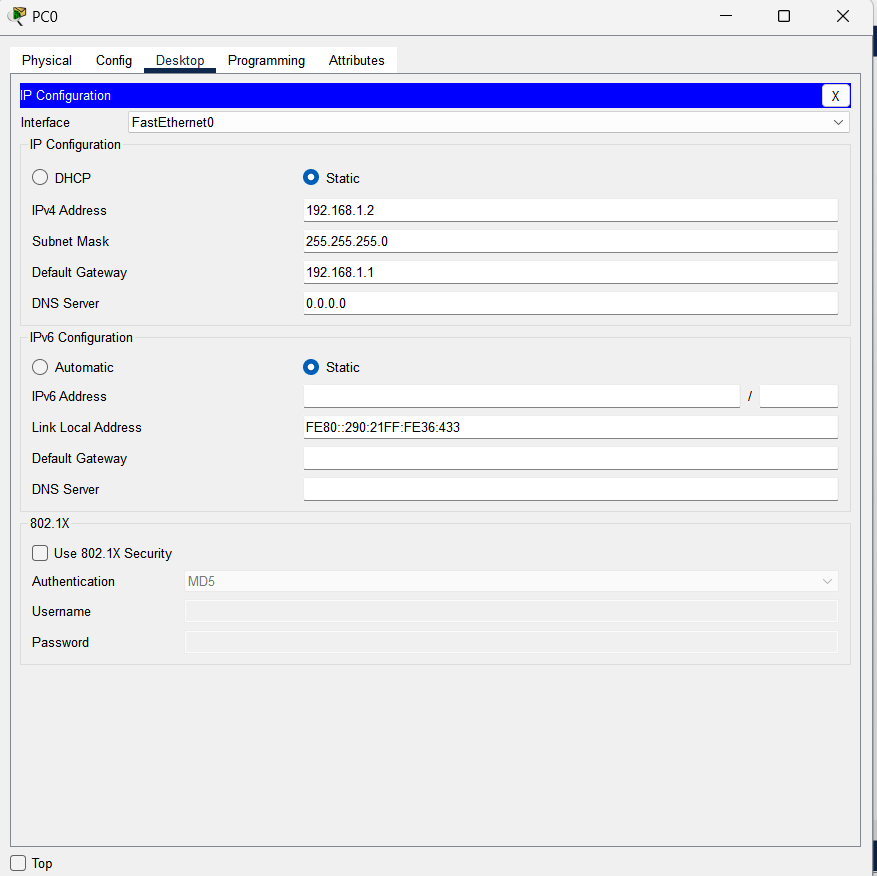 PC0
Physical Config Desktop Programming Attributes
IP Configuration X
Interface FastEthernet0
IP Configuration
DHCP Static
IPv4 Address 192.168.1.2
Subnet Mask 255.255.255.0
Default Gateway 192.168.1.1
DNS Server 0.0.0.0
IPv6 Configuration
Automatic Static
IPv6 Address /
Link Local Address FE80::290:21FF:FE36:433
Default Gateway
DNS Server
802.1X
Use 802.1X Security
Authentication MD5
Username
Password
Top